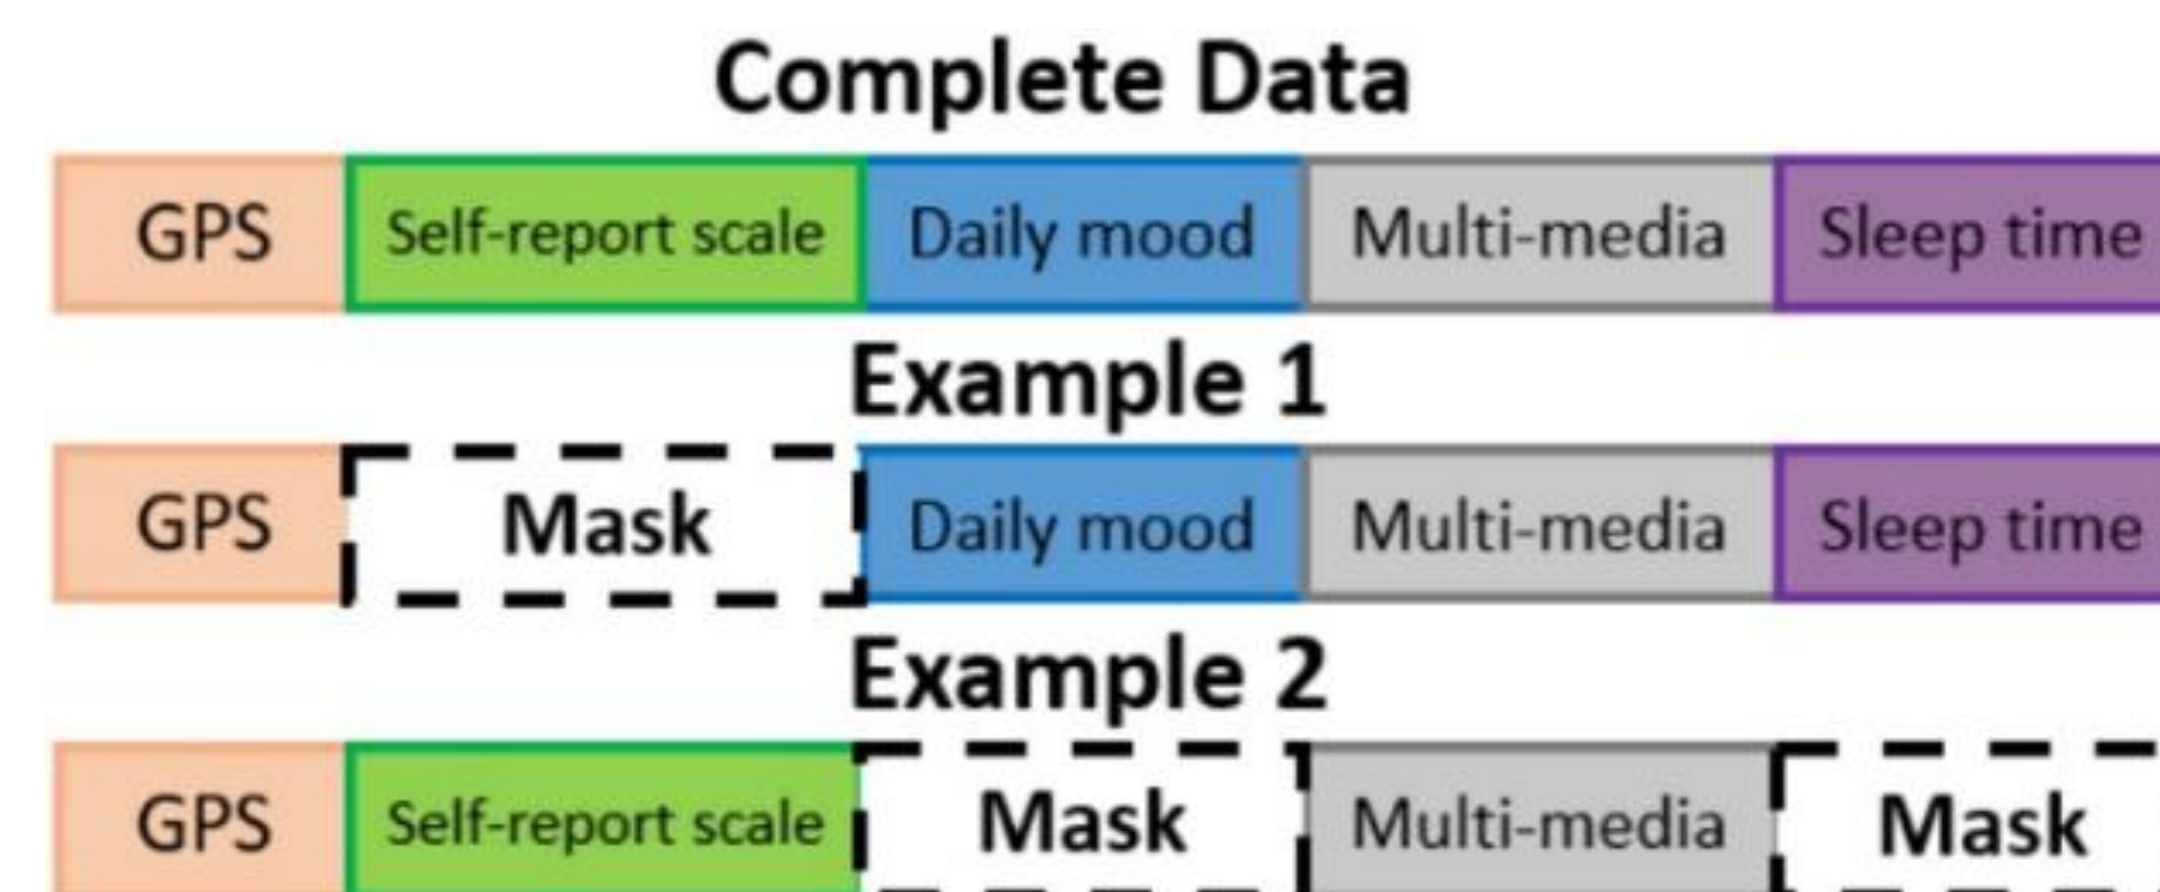 Complete Data
GPS Self-report scale Daily mood Multi-media Sleep time
Example 1
GPS Mask Daily mood Multi-media Sleep time
Example 2
GPS Self-report scale Mask Multi-media Mask